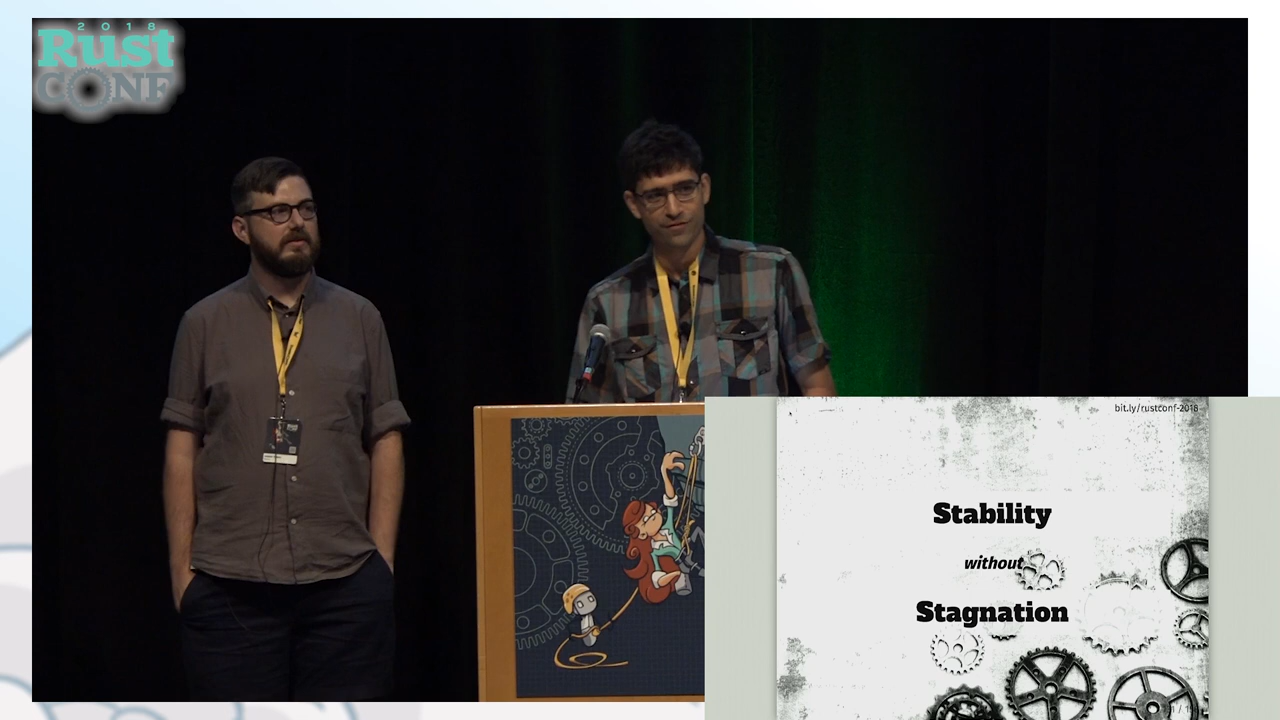 2018
Rust
CONF
bit.ly/rustconf-2018
Stability
without
Stagnation